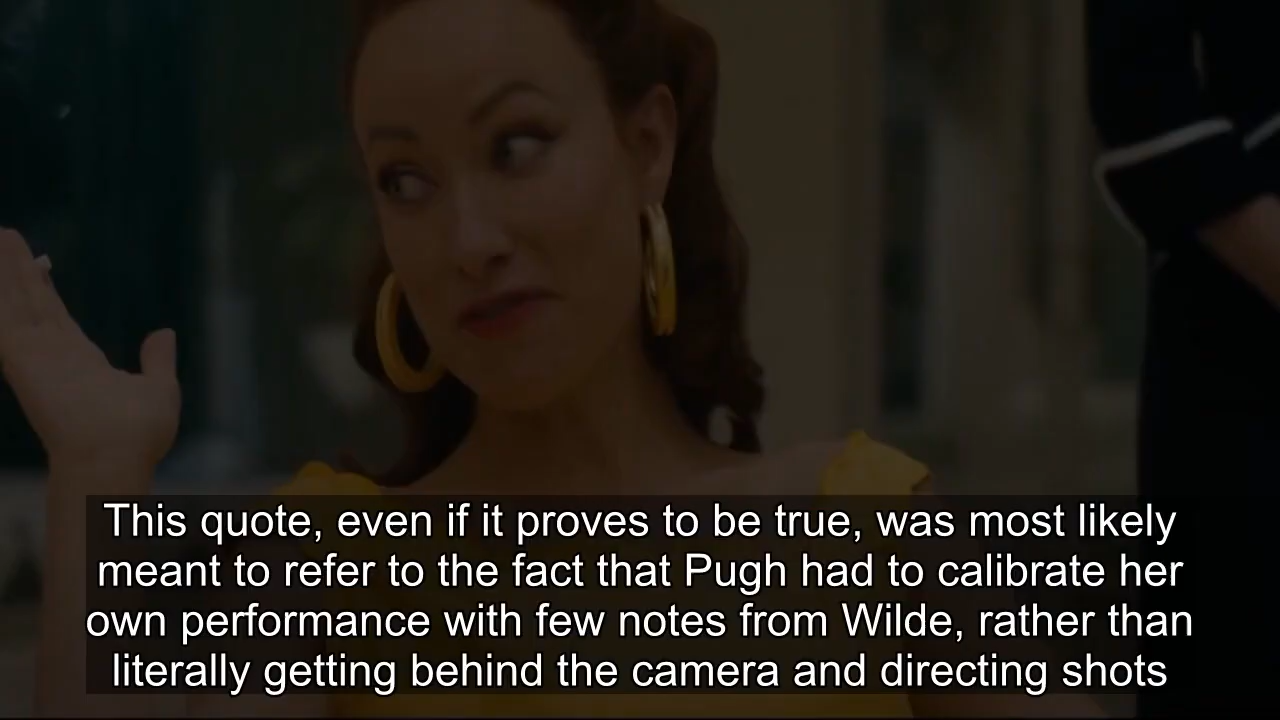 This quote, even if it proves to be true, was most likely
meant to refer to the fact that Pugh had to calibrate her
own performance with few notes from Wilde, rather than
literally getting behind the camera and directing shots